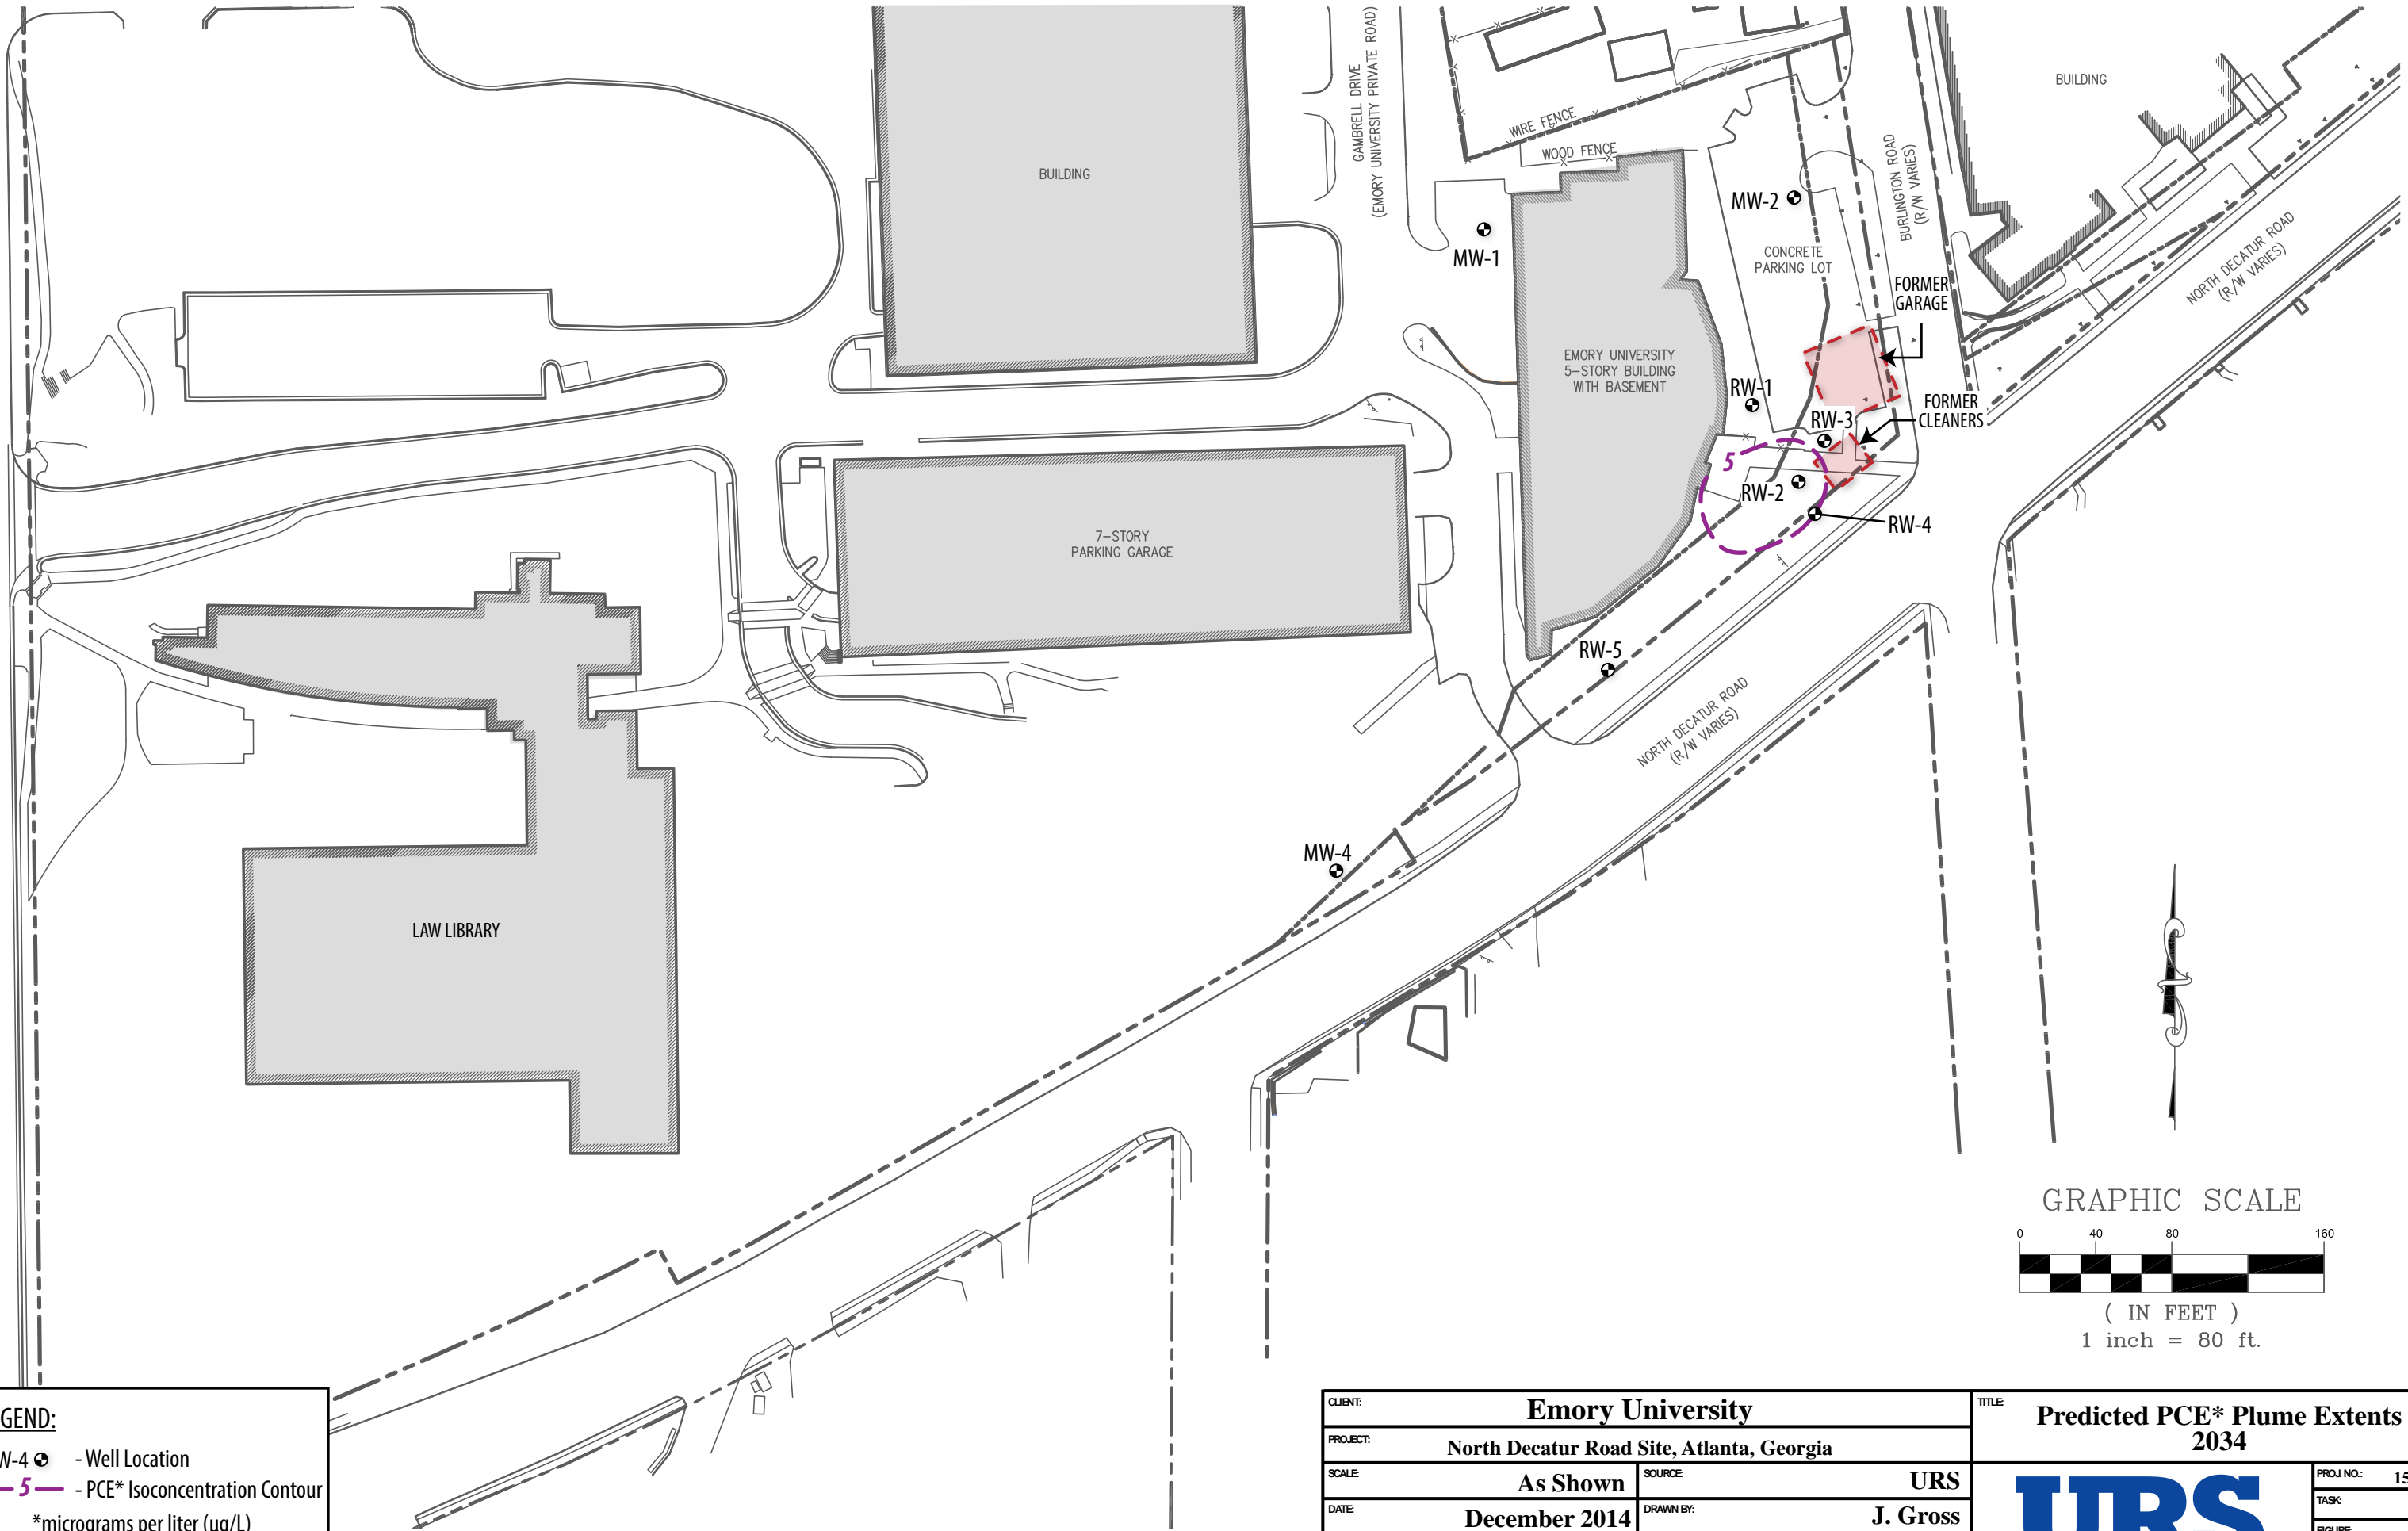 GAMBRELL DRIVE
(EMORY UNIVERSITY PRIVATE ROAD)
BUILDING
BUILDING
WIRE FENCE
WOOD FENCE
BURLINGTON ROAD
(R/W VARIES)
MW-2
MW-1
CONCRETE
PARKING LOT
NORTH DECATUR ROAD
(R/W VARIES)
FORMER
GARAGE
EMORY UNIVERSITY
5-STORY BUILDING
WITH BASEMENT
RW-1
FORMER
CLEANERS
RW-3
5
RW-2
RW-4
7-STORY
PARKING GARAGE
RW-5
NORTH DECATUR ROAD
(R/W VARIES)
MW-4
LAW LIBRARY
GRAPHIC SCALE
0 40 80 160
( IN FEET )
1 inch = 80 ft.
GEND:
W-4 - Well Location
5 - PCE* Isoconcentration Contour
*micrograms per liter (ug/L)
CLIENT: Emory University
PROJECT: North Decatur Road Site, Atlanta, Georgia
SCALE: As Shown
SOURCE: URS
DATE: December 2014
DRAWN BY: J. Gross
TITLE: Predicted PCE* Plume Extents
2034
URS
PROJ. NO.: 15
TASK:
FIGURE: